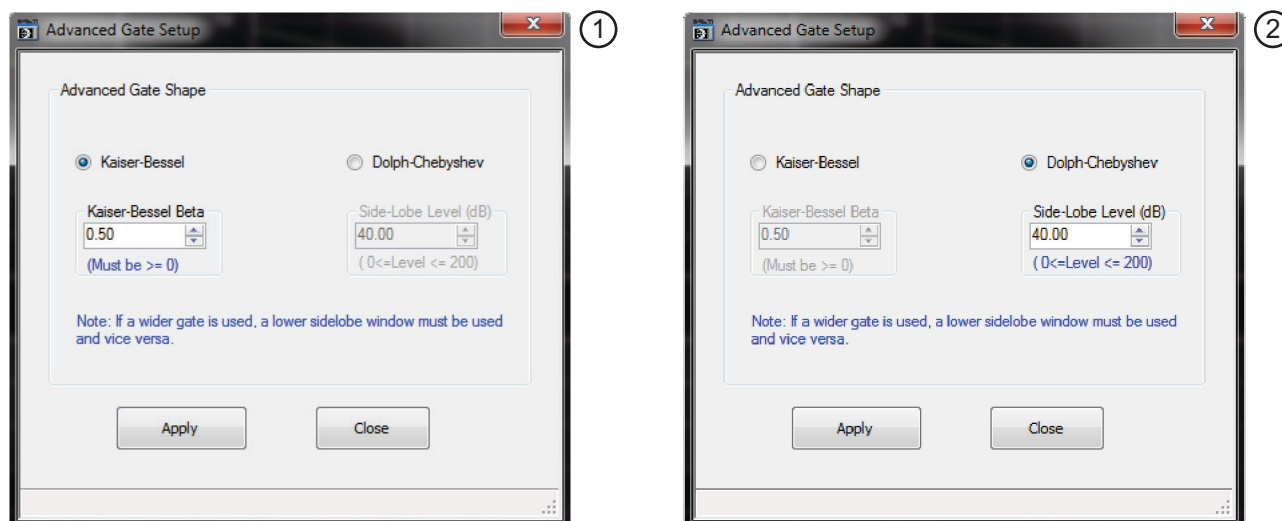 Advanced Gate Setup
1
Advanced Gate Shape
Kaiser-Bessel
Dolph-Chebyshev
Kaiser-Bessel Beta
Side-Lobe Level (dB)
0.50
40.00
(Must be >= 0)
( 0<=Level <= 200)
Note: If a wider gate is used, a lower sidelobe window must be used
and vice versa.
Apply
Close
Advanced Gate Setup
2
Advanced Gate Shape
Kaiser-Bessel
Dolph-Chebyshev
Kaiser-Bessel Beta
Side-Lobe Level (dB)
0.50
40.00
(Must be >= 0)
( 0<=Level <= 200)
Note: If a wider gate is used, a lower sidelobe window must be used
and vice versa.
Apply
Close